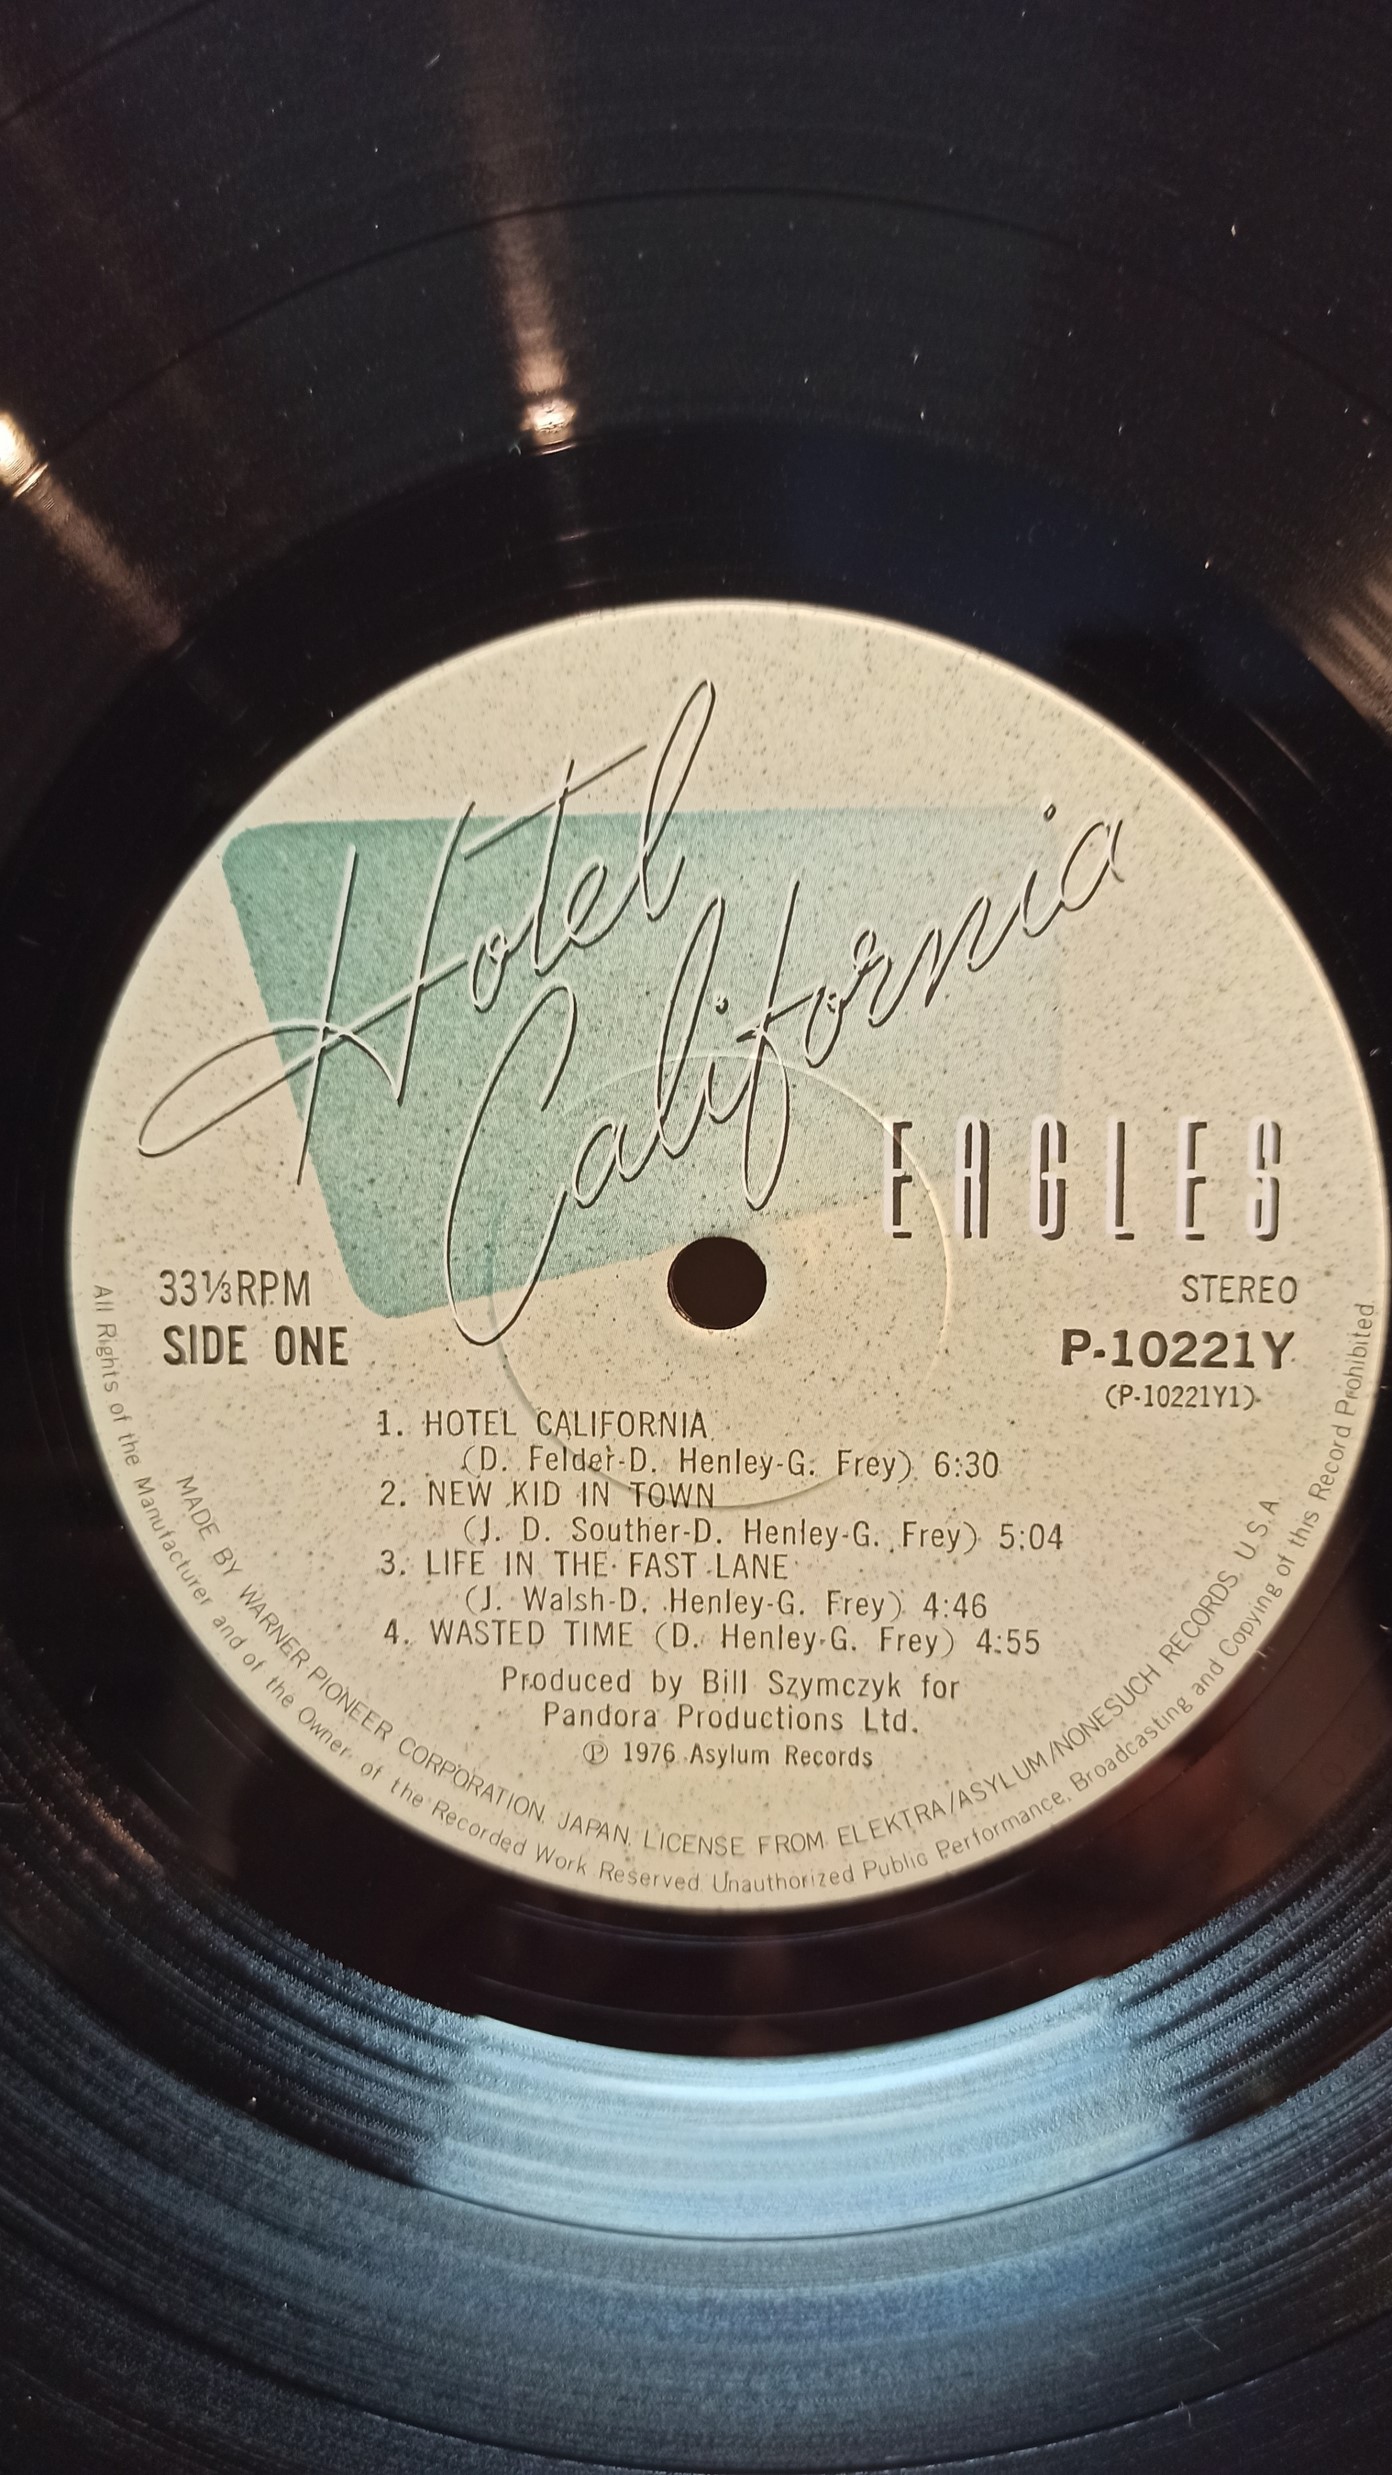 Hotel
California
EAGLES
33⅓RPM
SIDE ONE
STEREO
P-10221Y
(P-10221Y1)
1. HOTEL CALIFORNIA
(D. Felder-D. Henley-G. Frey) 6:30
2. NEW KID IN TOWN
(J. D. Souther-D. Henley-G. Frey) 5:04
3. LIFE IN THE FAST LANE
(J. Walsh-D. Henley-G. Frey) 4:46
4. WASTED TIME (D. Henley-G. Frey) 4:55
Produced by Bill Szymczyk for
Pandora Productions Ltd.
Ⓟ 1976 Asylum Records
MADE BY WARNER PIONEER CORPORATION, JAPAN, LICENSE FROM ELEKTRA/ASYLUM/NONESUCH RECORDS, U.S.A.
All Rights of the Manufacturer and of the Owner of the Recorded Work Reserved. Unauthorized Public Performance, Broadcasting and Copying of this Record Prohibited.